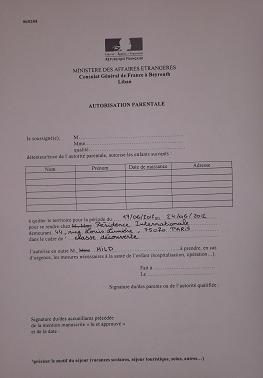 Liberté • Égalité • Fraternité
RÉPUBLIQUE FRANÇAISE
MINISTERE DES AFFAIRES ETRANGERES
Consulat Général de France à Beyrouth
Liban
AUTORISATION PARENTALE
Je soussigné(e), M
Mme
qualité
détenteur/trice de l'autorité parentale, autorise les enfants suivants :
Nom Prénom Date de naissance Adresse
à quitter le territoire pour la période du 19/06/2012 au 24/06/2012
pour se rendre chez Résidence Internationale
demeurant 44, rue Louis Lumière, 75020 PARIS
dans le cadre de classe découverte
J'autorise en outre M, Mme HILD à prendre, en cas
d'urgence, les mesures nécessaires à la santé de l'enfant (hospitalisation, opération…).
Fait à
Le
Signature du/des parents ou de l'autorité qualifiée :
Signature du/des accueillants précédée
de la mention manuscrite « lu et approuvé »
et de la date :
*préciser le motif du séjour (vacances scolaires, séjour touristique, soins, autres…)